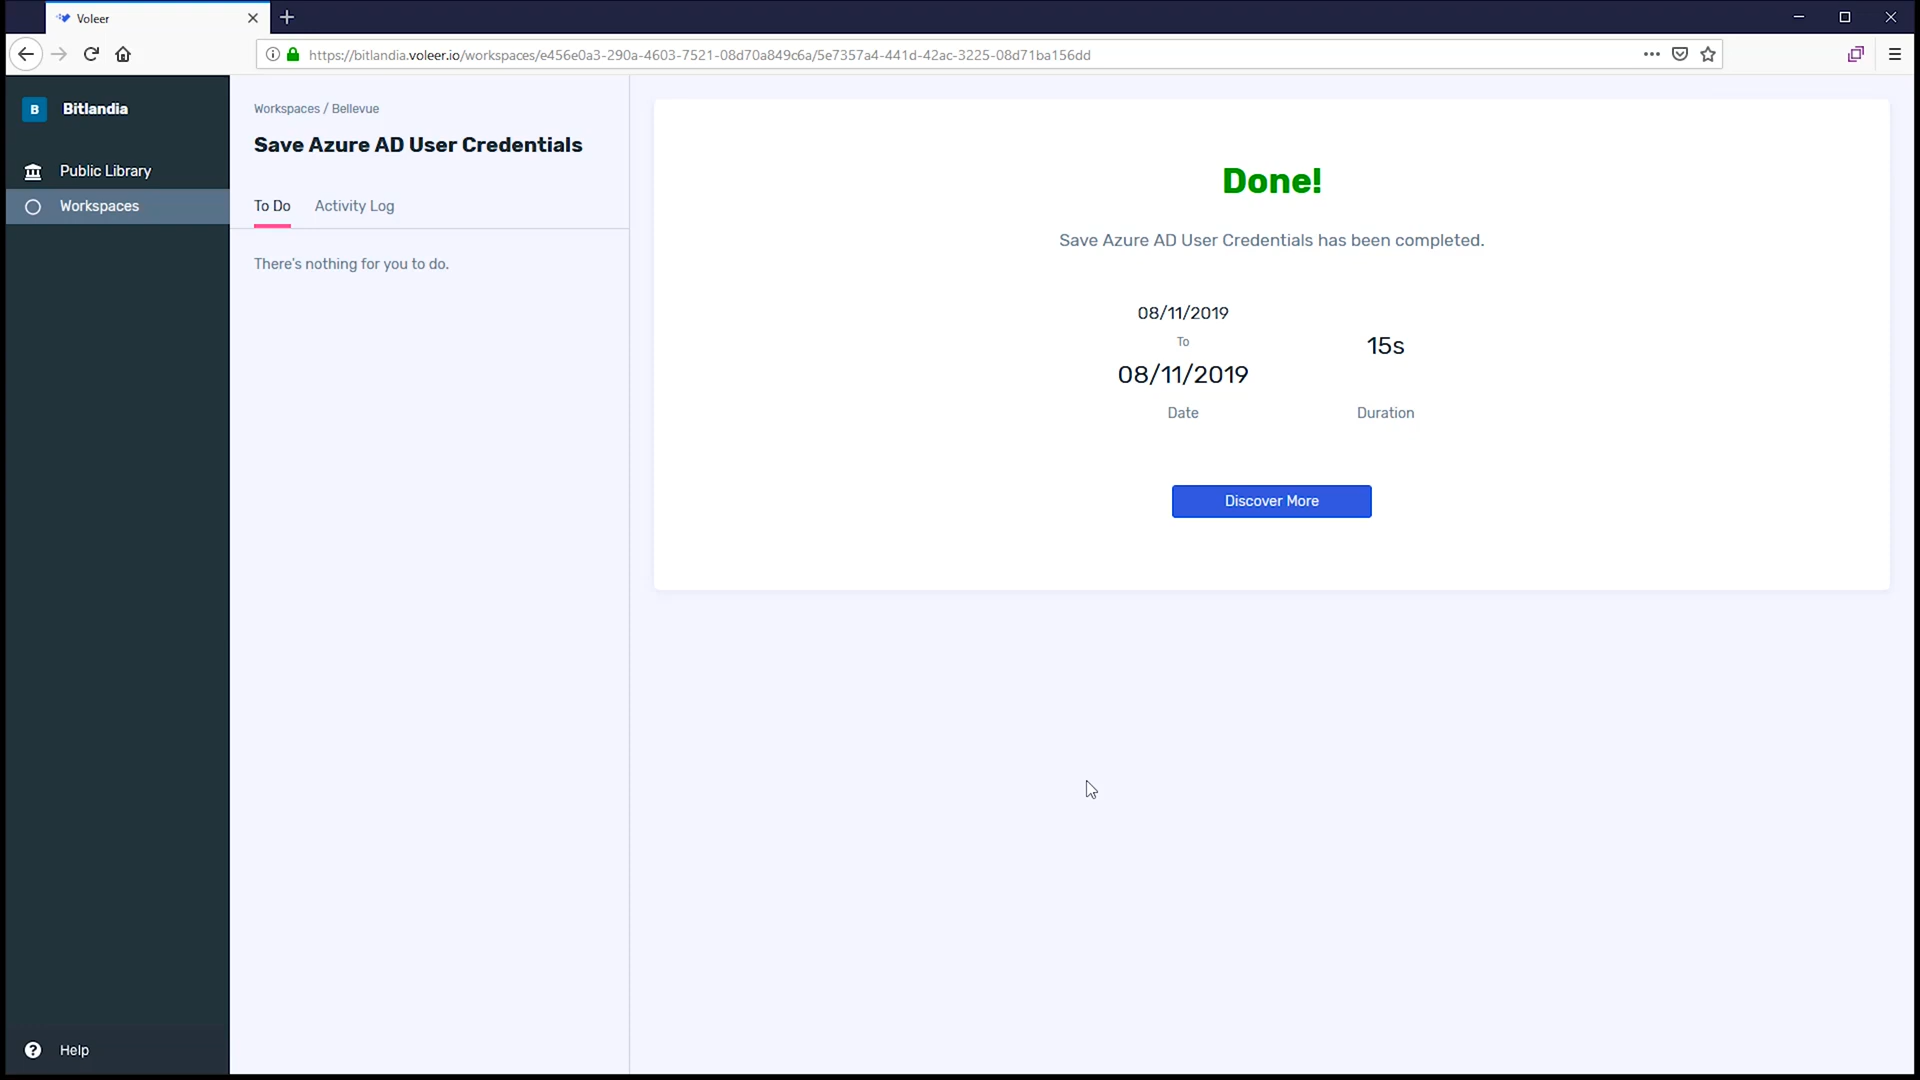 Voleer
https://bitlandia.voleer.io/workspaces/e456e0a3-290a-4603-7521-08d70a849c6a/5e7357a4-441d-42ac-3225-08d71ba156dd
B Bitlandia
Public Library
Workspaces
Help
Workspaces / Bellevue
Save Azure AD User Credentials
To Do Activity Log
There's nothing for you to do.
Done!
Save Azure AD User Credentials has been completed.
08/11/2019
To
08/11/2019
Date
15s
Duration
Discover More